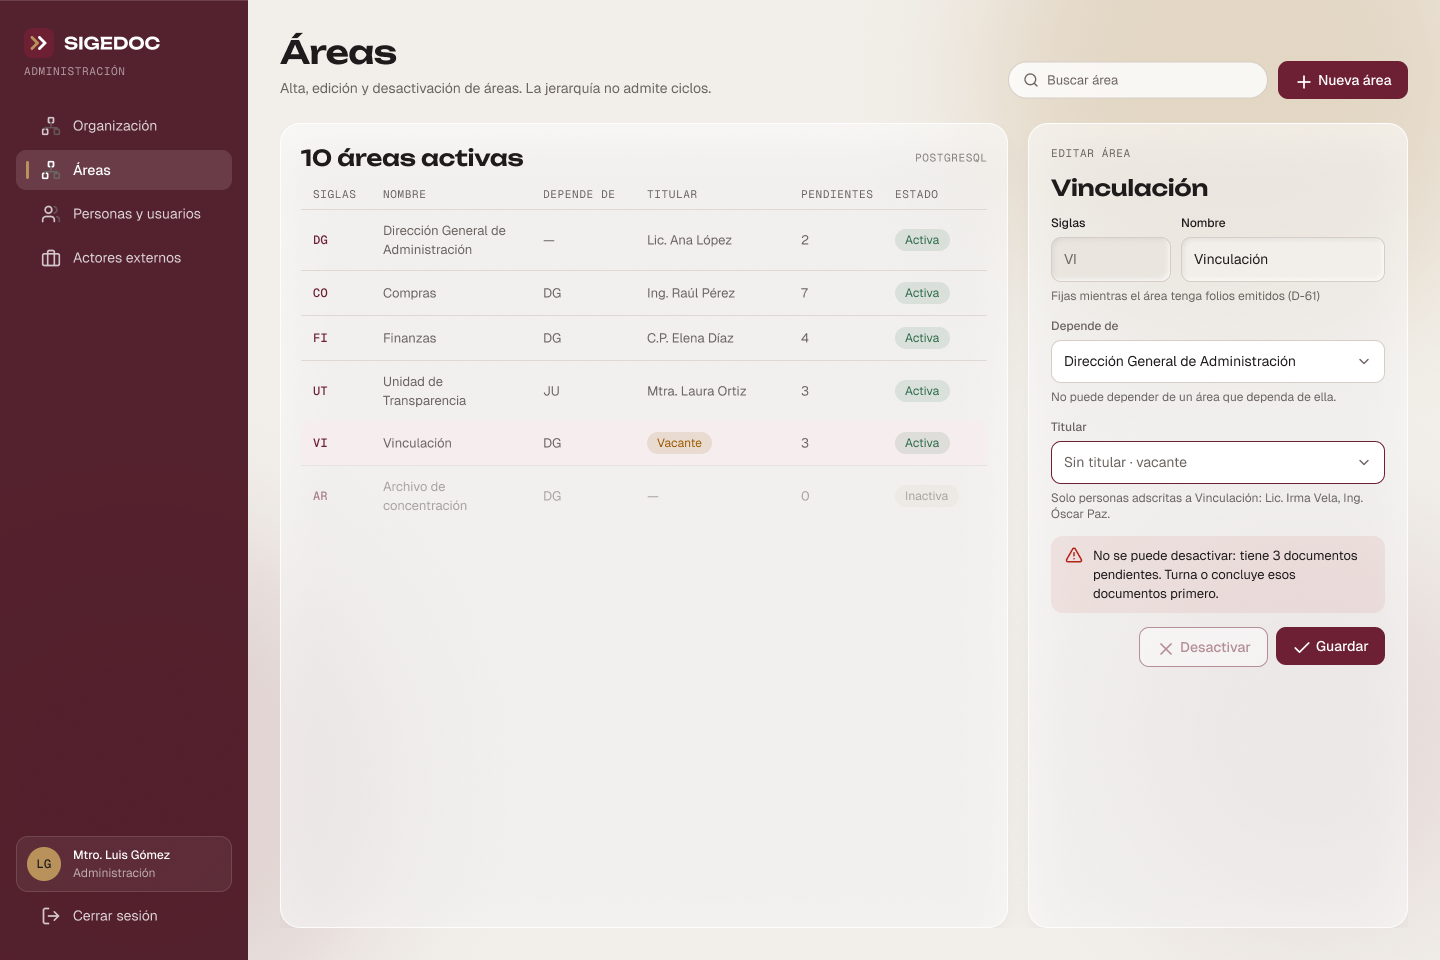 SIGEDOC
ADMINISTRACIÓN
Organización
Áreas
Personas y usuarios
Actores externos
LG
Mtro. Luis Gómez
Administración
Cerrar sesión
Áreas
Alta, edición y desactivación de áreas. La jerarquía no admite ciclos.
Buscar área
Nueva área
10 áreas activas
POSTGRESQL
SIGLAS NOMBRE DEPENDE DE TITULAR PENDIENTES ESTADO
DG Dirección General de Administración — Lic. Ana López 2 Activa
CO Compras DG Ing. Raúl Pérez 7 Activa
FI Finanzas DG C.P. Elena Díaz 4 Activa
UT Unidad de Transparencia JU Mtra. Laura Ortiz 3 Activa
VI Vinculación DG Vacante 3 Activa
AR Archivo de concentración DG — 0 Inactiva
EDITAR ÁREA
Vinculación
Siglas Nombre
VI Vinculación
Fijas mientras el área tenga folios emitidos (D-61)
Depende de
Dirección General de Administración
No puede depender de un área que dependa de ella.
Titular
Sin titular · vacante
Solo personas adscritas a Vinculación: Lic. Irma Vela, Ing.
Óscar Paz.
No se puede desactivar: tiene 3 documentos
pendientes. Turna o concluye esos
documentos primero.
Desactivar
Guardar